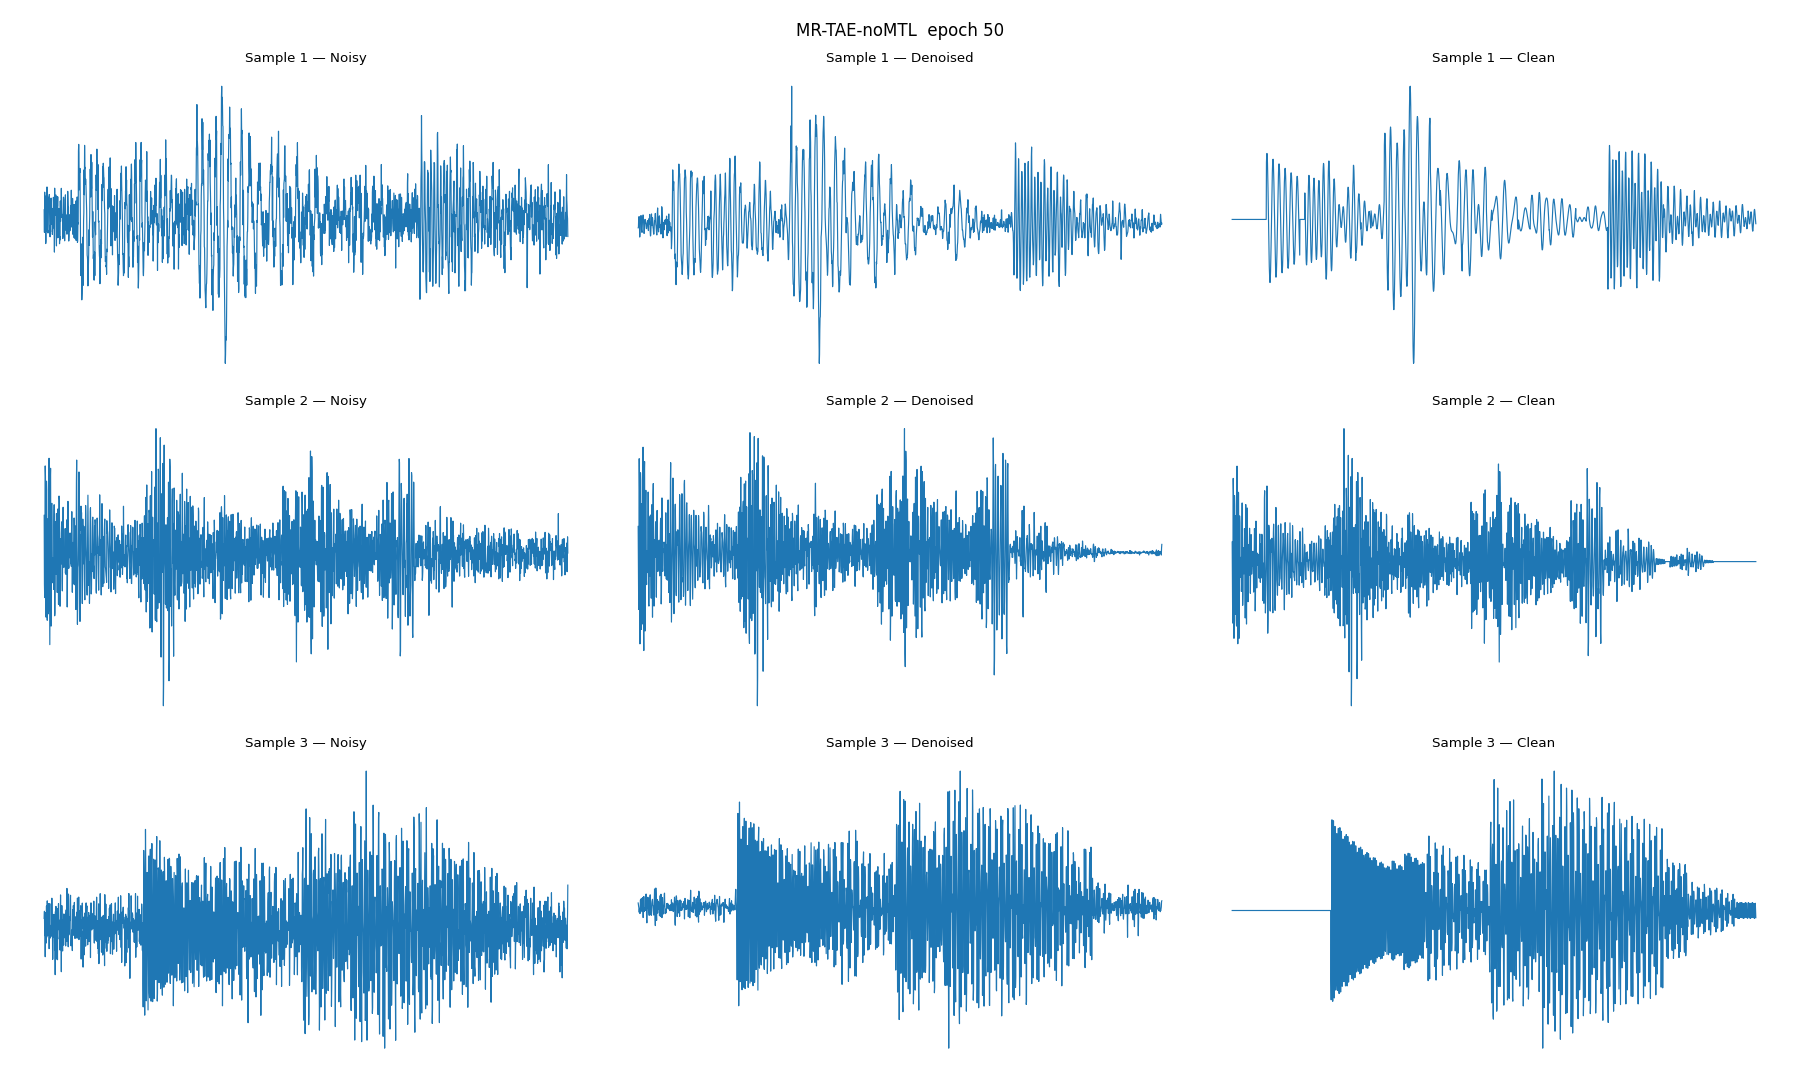 MR-TAE-noMTL  epoch 50
Sample 1 — Noisy
Sample 1 — Denoised
Sample 1 — Clean
Sample 2 — Noisy
Sample 2 — Denoised
Sample 2 — Clean
Sample 3 — Noisy
Sample 3 — Denoised
Sample 3 — Clean